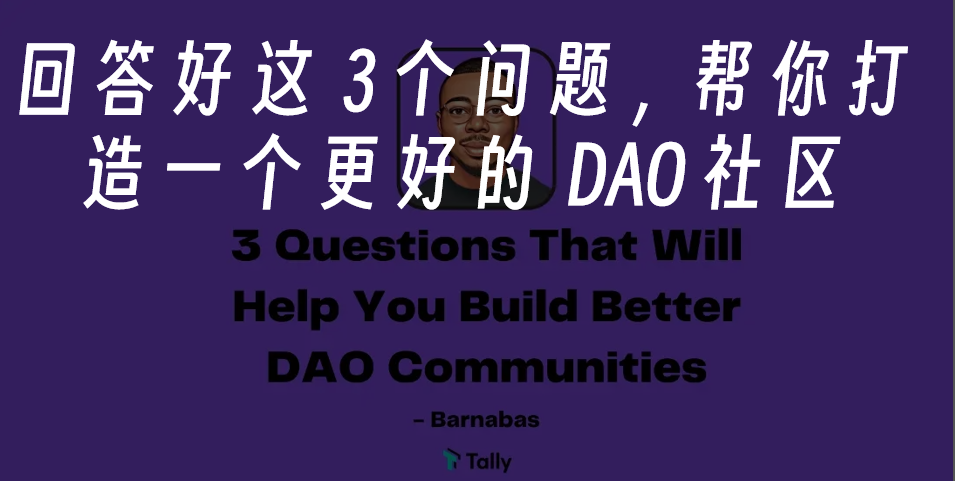 回答好这3个问题，帮你打
造一个更好的DAO社区
3 Questions That Will
Help You Build Better
DAO Communities
– Barnabas
Tally